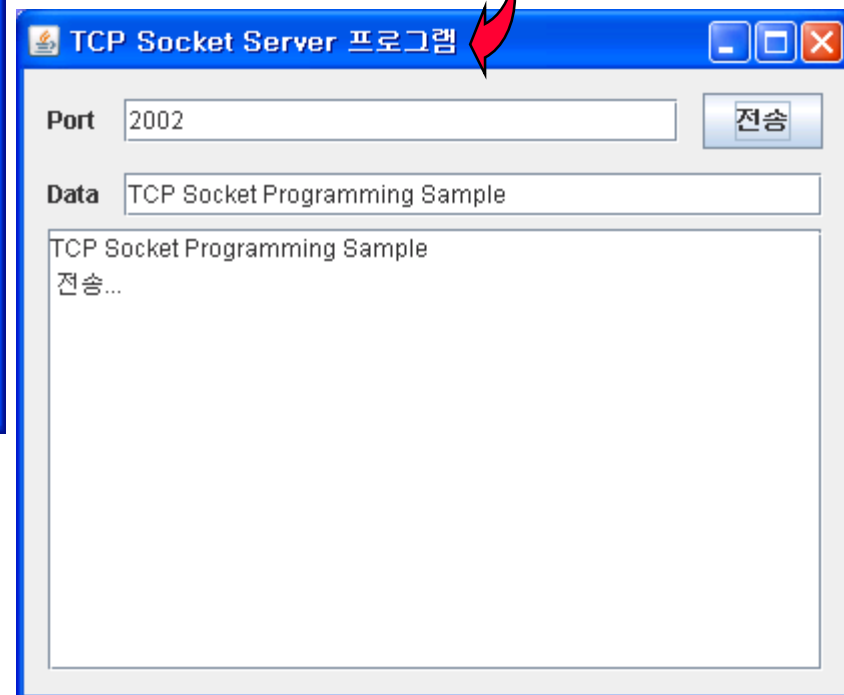 TCP Socket Server 프로그램
Port 2002 전송
Data TCP Socket Programming Sample
TCP Socket Programming Sample
전송...